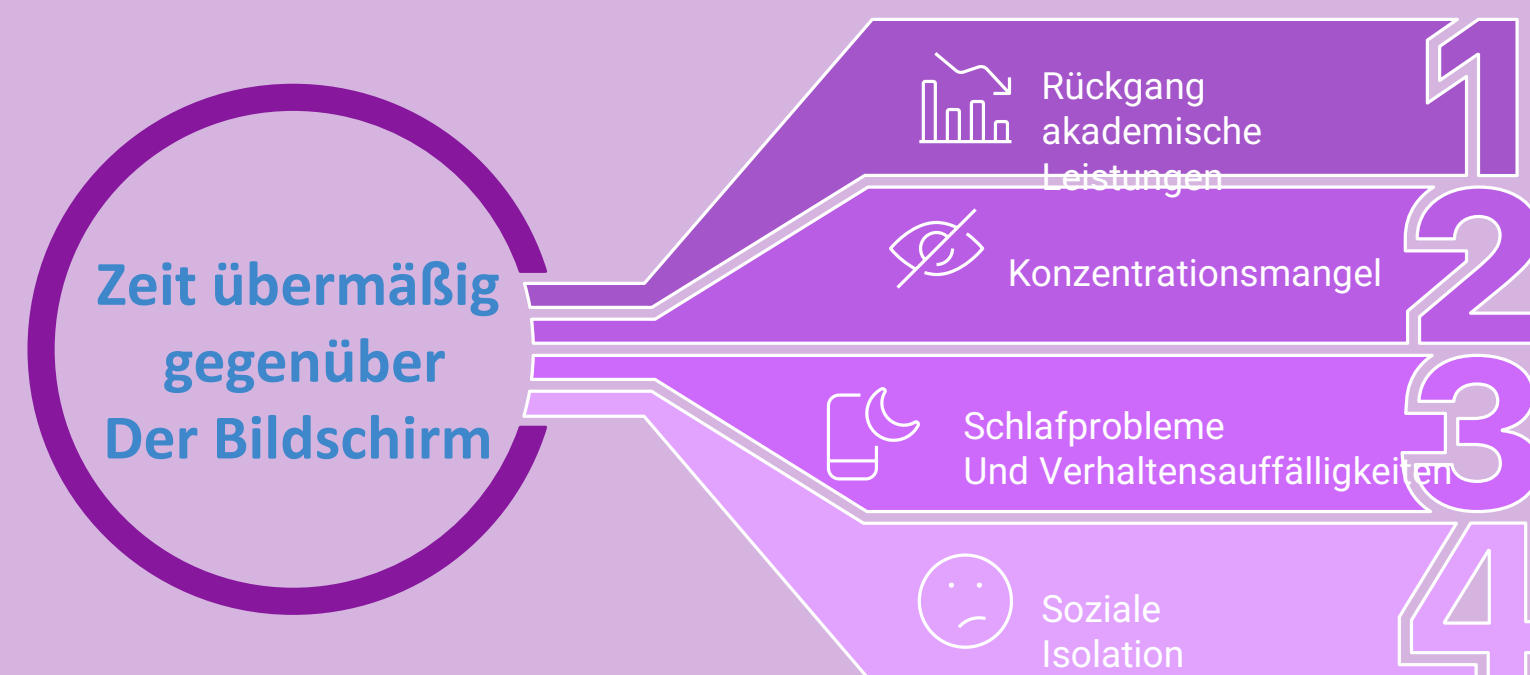 Zeit übermäßig
gegenüber
Der Bildschirm
Rückgang
akademische
Leistungen
1
Konzentrationsmangel
2
Schlafprobleme
Und Verhaltensauffälligkeiten
3
Soziale
Isolation
4